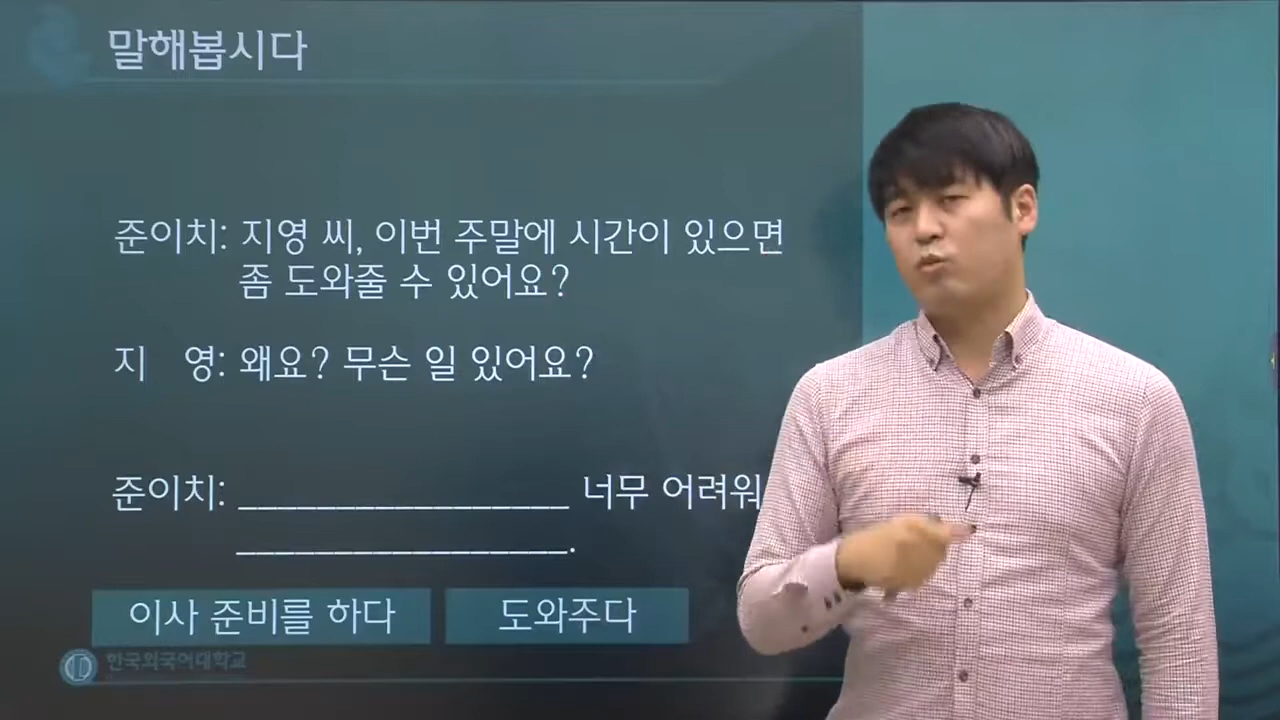 말해봅시다
준이치: 지영 씨, 이번 주말에 시간이 있으면
좀 도와줄 수 있어요?
지 영: 왜요? 무슨 일 있어요?
준이치: ____________________ 너무 어려워
____________________.
이사 준비를 하다
도와주다
한국외국어대학교